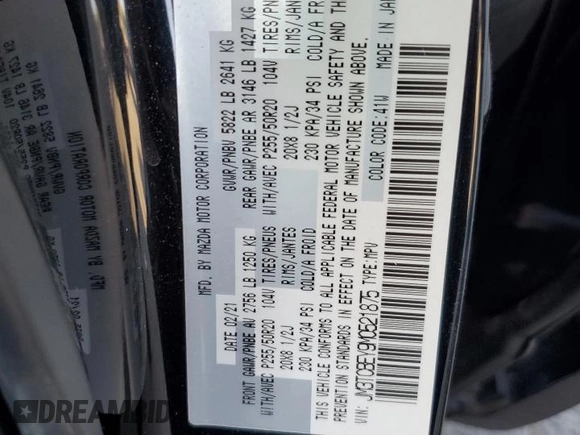 MFD. BY MAZDA MOTOR CORPORATION
DATE 02/21 GVWR/PNBV 5822 LB 2641 KG
FRONT GAWR/PNBE AV 2756 LB 1250 KG REAR GAWR/PNBE AR 3146 LB 1427 KG
WITH/AVEC P255/50R20 104V TIRES/PNEUS WITH/AVEC P255/50R20 104V TIRES/PN
20X8 1/2J RIMS/JANTES 20X8 1/2J RIMS/JANT
230 KPA/34 PSI COLD/A FROID 230 KPA/34 PSI COLD/A FR
THIS VEHICLE CONFORMS TO ALL APPLICABLE FEDERAL MOTOR VEHICLE SAFETY AND TH
PREVENTION STANDARDS IN EFFECT ON THE DATE OF MANUFACTURE SHOWN ABOVE.
VIN: JM3TCBEY9M0521875 TYPE:MPV COLOR CODE:41W MADE IN JA
DREAMBID